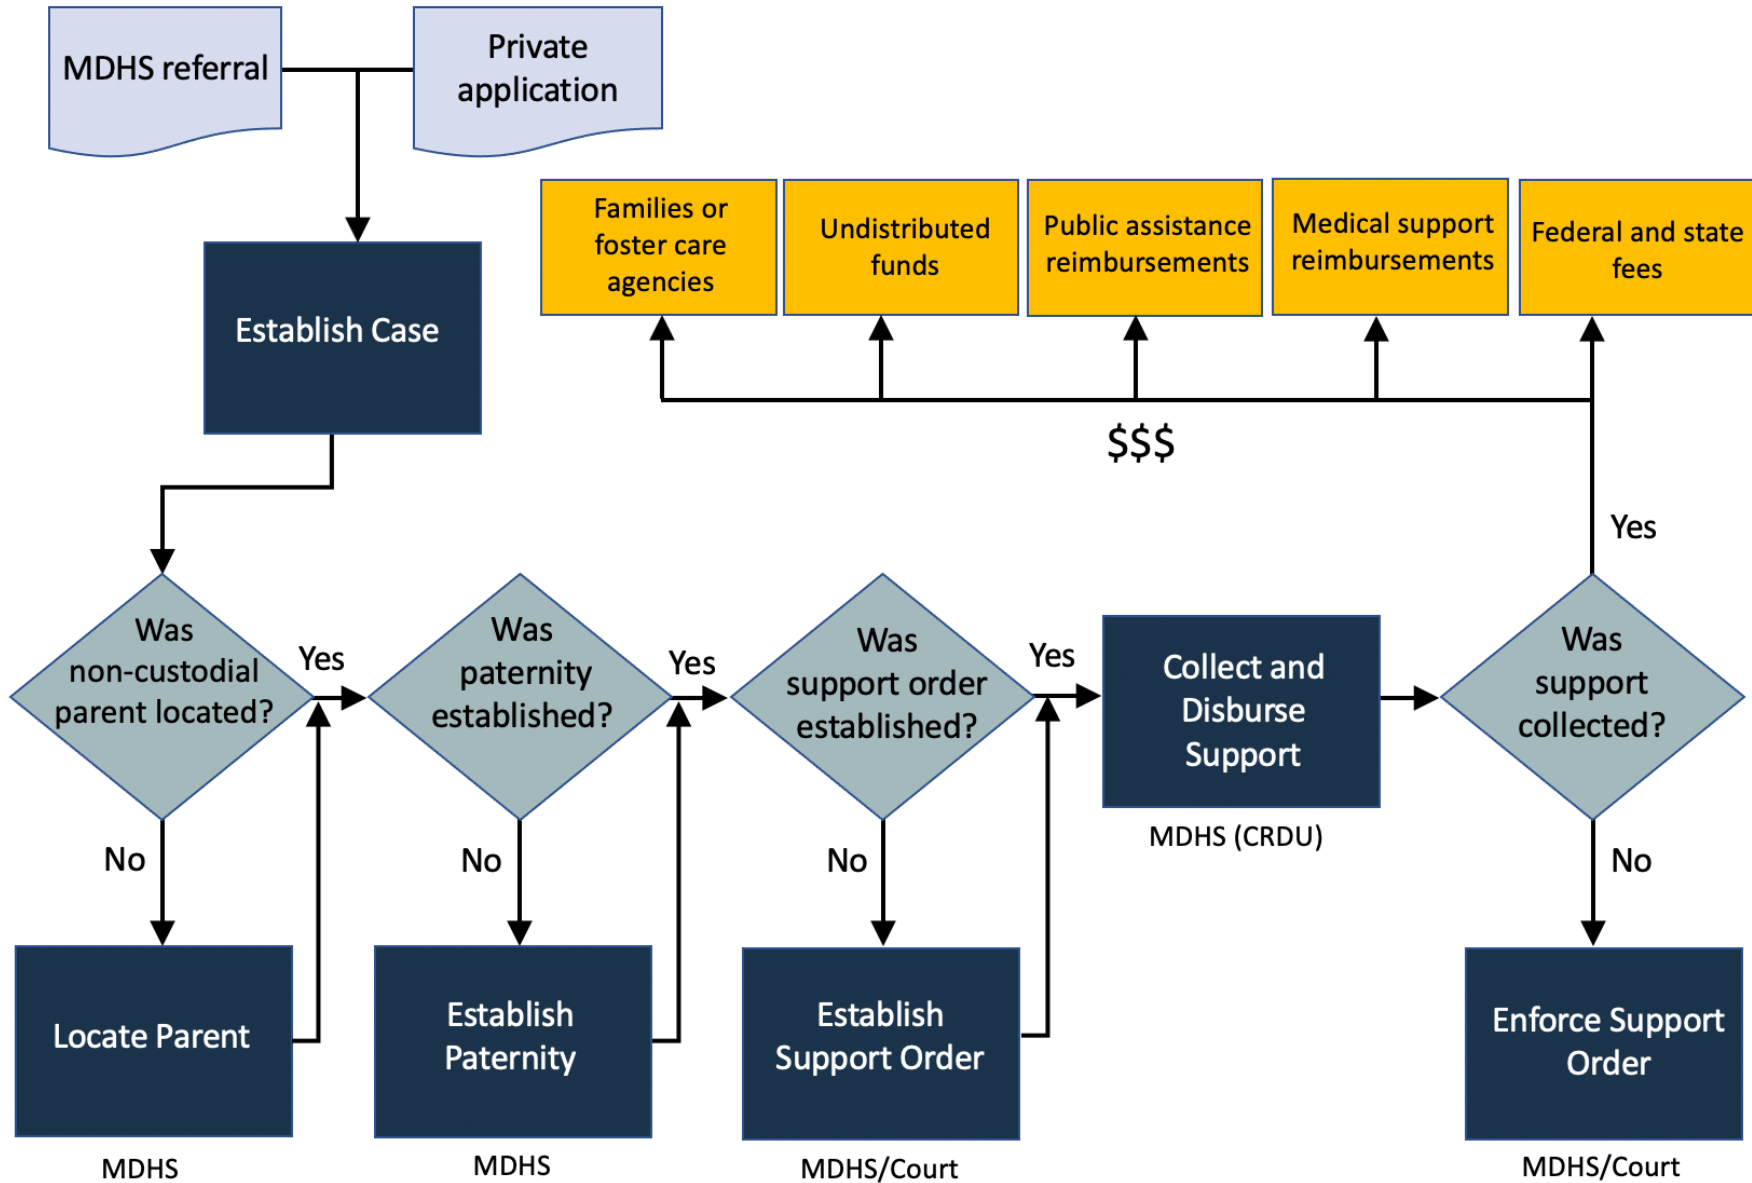 MDHS referral
Private
application
Families or
foster care
agencies
Undistributed
funds
Public assistance
reimbursements
Medical support
reimbursements
Federal and state
fees
Establish Case
$$$
Yes
Was
non-custodial
parent located?
Yes
Was
paternity
established?
Yes
Was
support order
established?
Yes
Collect and
Disburse
Support
MDHS (CRDU)
Was
support
collected?
No
No
No
No
Locate Parent
MDHS
Establish
Paternity
MDHS
Establish
Support Order
MDHS/Court
Enforce Support
Order
MDHS/Court